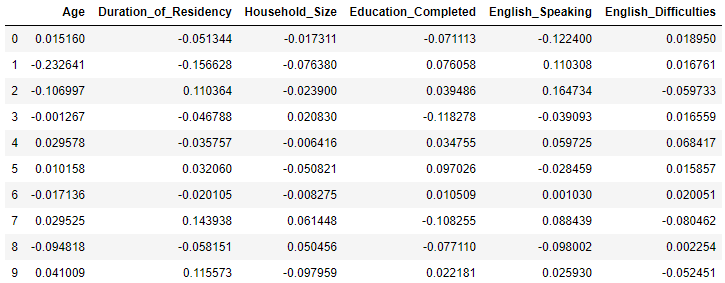 Age Duration_of_Residency Household_Size Education_Completed English_Speaking English_Difficulties
0 0.015160 -0.051344 -0.017311 -0.071113 -0.122400 0.018950
1 -0.232641 -0.156628 -0.076380 0.076058 0.110308 0.016761
2 -0.106997 0.110364 -0.023900 0.039486 0.164734 -0.059733
3 -0.001267 -0.046788 0.020830 -0.118278 -0.039093 0.016559
4 0.029578 -0.035757 -0.006416 0.034755 0.059725 0.068417
5 0.010158 0.032060 -0.050821 0.097026 -0.028459 0.015857
6 -0.017136 -0.020105 -0.008275 0.010509 0.001030 0.020051
7 0.029525 0.143938 0.061448 -0.108255 0.088439 -0.080462
8 -0.094818 -0.058151 0.050456 -0.077110 -0.098002 0.002254
9 0.041009 0.115573 -0.097959 0.022181 0.025930 -0.052451